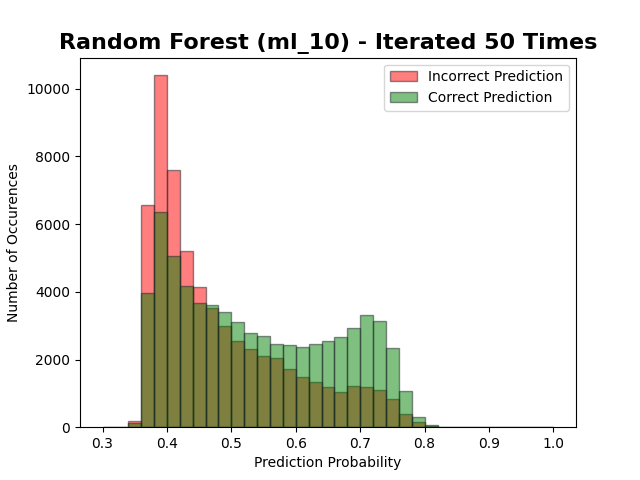 Random Forest (ml_10) - Iterated 50 Times
Incorrect Prediction
Correct Prediction
Number of Occurences
10000
8000
6000
4000
2000
0
0.3 0.4 0.5 0.6 0.7 0.8 0.9 1.0
Prediction Probability